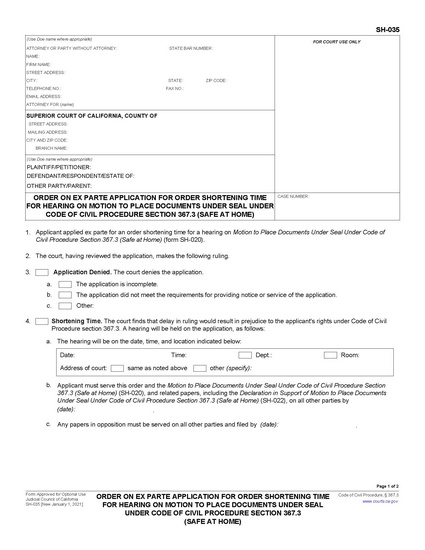 SH-035
(Use Doe name where appropriate)
ATTORNEY OR PARTY WITHOUT ATTORNEY: STATE BAR NUMBER:
NAME:
FIRM NAME:
STREET ADDRESS:
CITY: STATE: ZIP CODE:
TELEPHONE NO.: FAX NO.:
EMAIL ADDRESS:
ATTORNEY FOR (name):
FOR COURT USE ONLY
SUPERIOR COURT OF CALIFORNIA, COUNTY OF
STREET ADDRESS:
MAILING ADDRESS:
CITY AND ZIP CODE:
BRANCH NAME:
(Use Doe name where appropriate)
PLAINTIFF/PETITIONER:
DEFENDANT/RESPONDENT/ESTATE OF:
OTHER PARTY/PARENT:
ORDER ON EX PARTE APPLICATION FOR ORDER SHORTENING TIME
FOR HEARING ON MOTION TO PLACE DOCUMENTS UNDER SEAL UNDER
CODE OF CIVIL PROCEDURE SECTION 367.3 (SAFE AT HOME)
CASE NUMBER:
1. Applicant applied ex parte for an order shortening time for a hearing on Motion to Place Documents Under Seal Under Code of
Civil Procedure Section 367.3 (Safe at Home) (form SH-020).
2. The court, having reviewed the application, makes the following ruling.
3. Application Denied. The court denies the application.
a. The application is incomplete.
b. The application did not meet the requirements for providing notice or service of the application.
c. Other:
4. Shortening Time. The court finds that delay in ruling would result in prejudice to the applicant's rights under Code of Civil
Procedure section 367.3. A hearing will be held on the application, as follows:
a. The hearing will be on the date, time, and location indicated below:
Date: Time: Dept.: Room:
Address of court: same as noted above other (specify):
b. Applicant must serve this order and the Motion to Place Documents Under Seal Under Code of Civil Procedure Section
367.3 (Safe at Home) (SH-020), and related papers, including the Declaration in Support of Motion to Place Documents
Under Seal Under Code of Civil Procedure Section 367.3 (Safe at Home) (SH-022), on all other parties by
(date): .
c. Any papers in opposition must be served on all other parties and filed by (date): .
Page 1 of 2
Form Approved for Optional Use
Judicial Council of California
SH-035 [New January 1, 2021]
ORDER ON EX PARTE APPLICATION FOR ORDER SHORTENING TIME
FOR HEARING ON MOTION TO PLACE DOCUMENTS UNDER SEAL
UNDER CODE OF CIVIL PROCEDURE SECTION 367.3
(SAFE AT HOME)
Code of Civil Procedure, § 367.3
www.courts.ca.gov